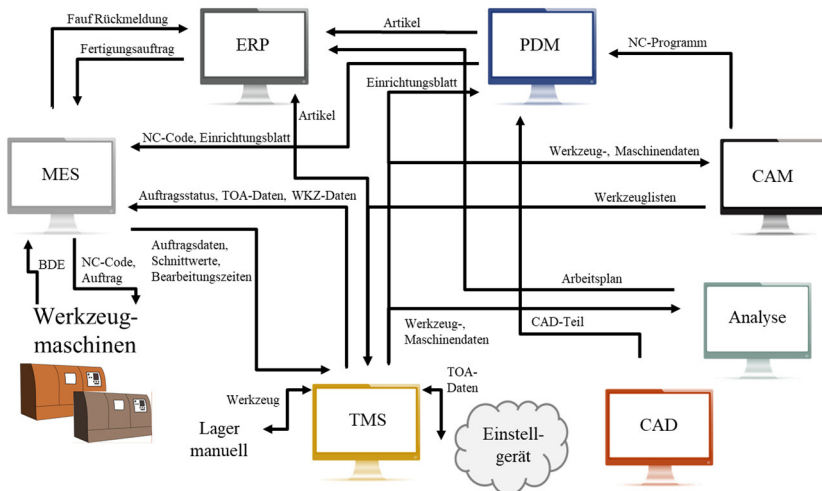 Fauf Rückmeldung
Fertigungsauftrag
ERP
Artikel
PDM
NC-Programm
Einrichtungsblatt
Artikel
MES
NC-Code, Einrichtungsblatt
Werkzeug-, Maschinendaten
CAM
Auftragsstatus, TOA-Daten, WKZ-Daten
Werkzeuglisten
BDE
NC-Code,
Auftrag
Auftragsdaten,
Schnittwerte,
Bearbeitungszeiten
Arbeitsplan
Werkzeug-
maschinen
Werkzeug-,
Maschinendaten
CAD-Teil
Analyse
Werkzeug
TOA-
Daten
Lager
manuell
TMS
Einstell-
gerät
CAD